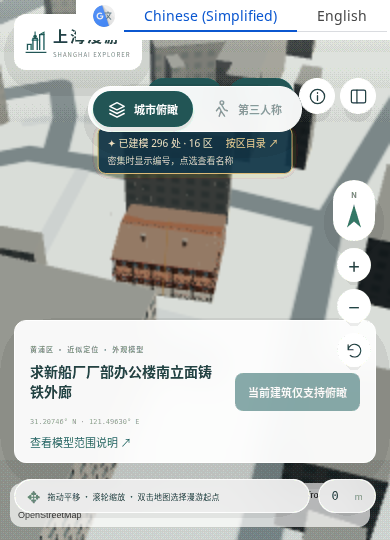 Chinese (Simplified)
English
上海漫游
SHANGHAI EXPLORER
城市俯瞰
第三人称
✦ 已建模 296 处 · 16 区 按区目录 ↗
密集时显示编号，点选查看名称
N
黄浦区 · 近似定位 · 外观模型
求新船厂厂部办公楼南立面铸
铁外廊
当前建筑仅支持俯瞰
31.20746° N · 121.49630° E
查看模型范围说明 ↗
拖动平移 · 滚轮缩放 · 双击地图选择漫游起点
0 m
OpenStreetMap